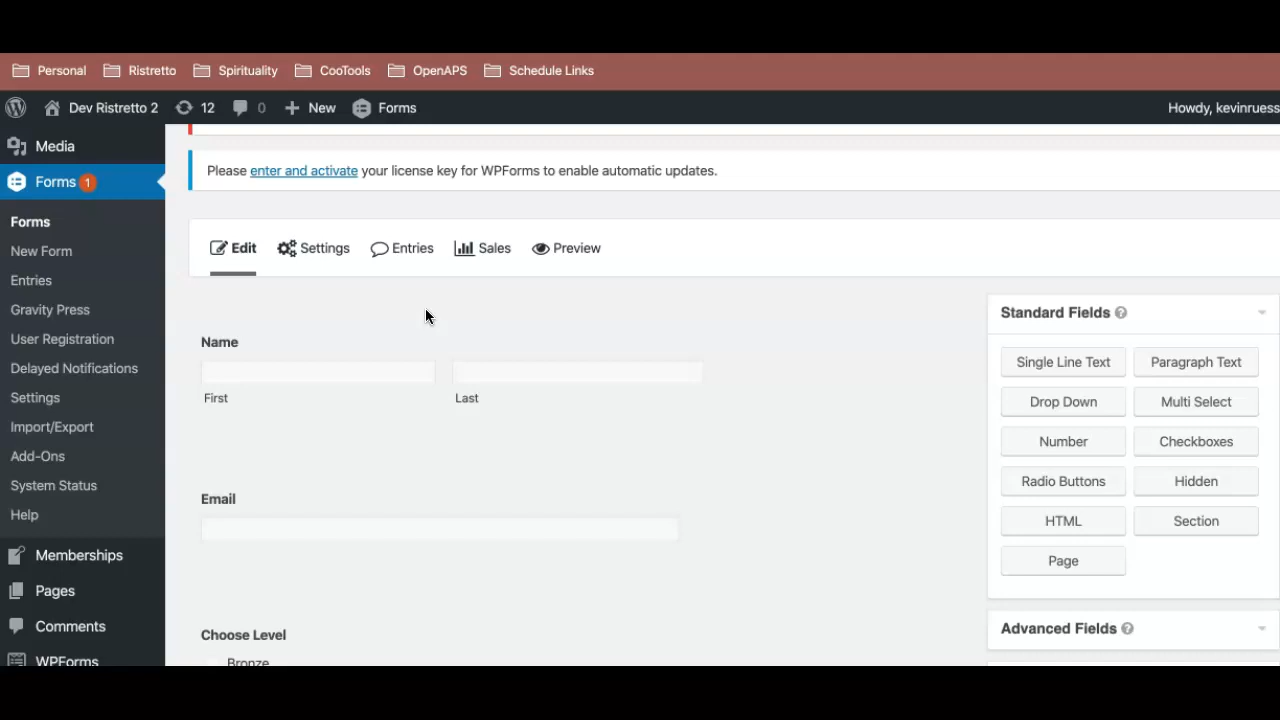 Personal Ristretto Spirituality CooTools OpenAPS Schedule Links
Dev Ristretto 2 12 0 New Forms Howdy, kevinruess
Media
Forms 1
Forms
New Form
Entries
Gravity Press
User Registration
Delayed Notifications
Settings
Import/Export
Add-Ons
System Status
Help
Memberships
Pages
Comments
WPForms
Please enter and activate your license key for WPForms to enable automatic updates.
Edit Settings Entries Sales Preview
Name
First Last
Email
Choose Level
Bronze
Standard Fields
Single Line Text Paragraph Text
Drop Down Multi Select
Number Checkboxes
Radio Buttons Hidden
HTML Section
Page
Advanced Fields